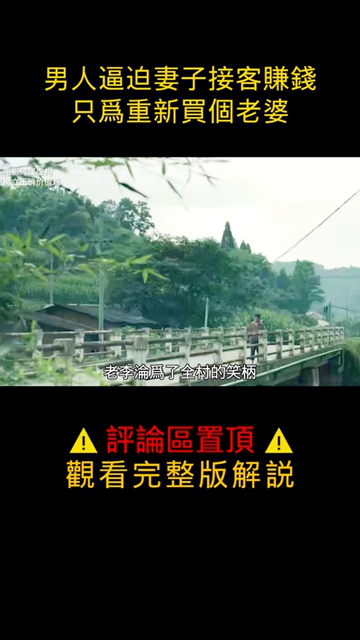 男人逼迫妻子接客賺錢
只爲重新買個老婆
老李淪爲了全村的笑柄
評論區置頂
觀看完整版解説